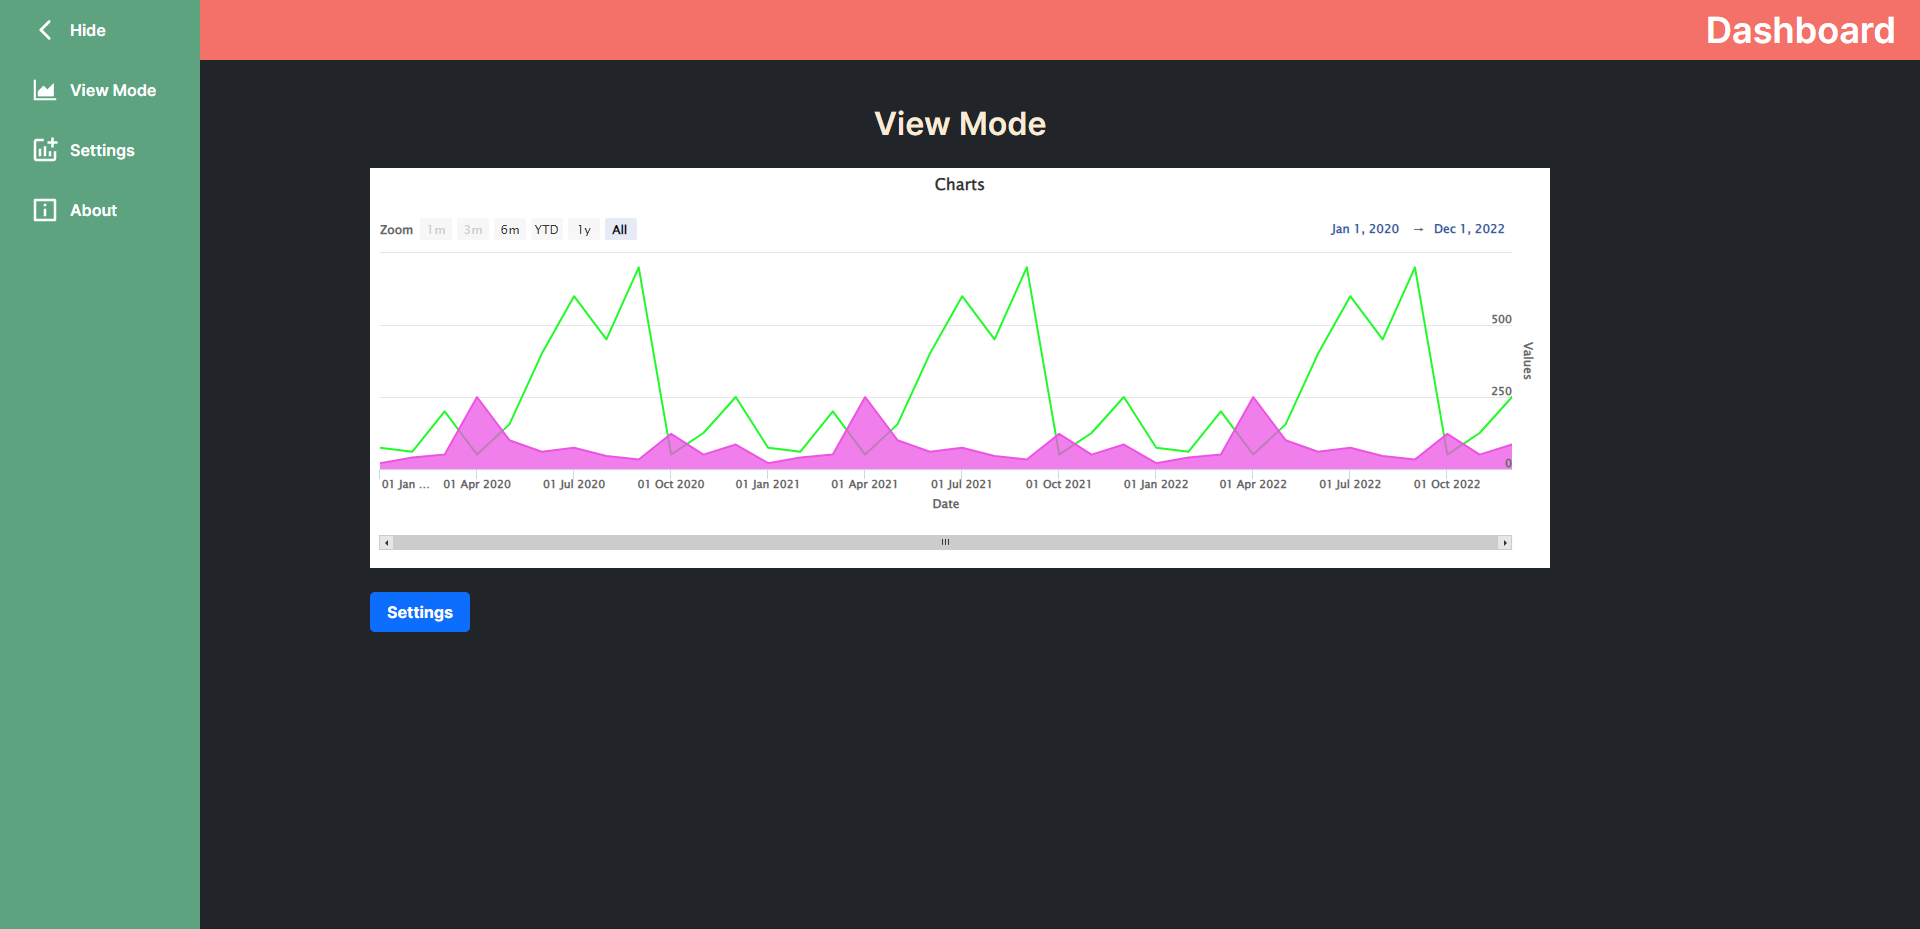 Hide
Dashboard
View Mode
Settings
About
View Mode
Charts
Zoom 1m 3m 6m YTD 1y All
Jan 1, 2020 → Dec 1, 2022
500
250
0
Values
01 Jan ... 01 Apr 2020 01 Jul 2020 01 Oct 2020 01 Jan 2021 01 Apr 2021 01 Jul 2021 01 Oct 2021 01 Jan 2022 01 Apr 2022 01 Jul 2022 01 Oct 2022
Date
Settings